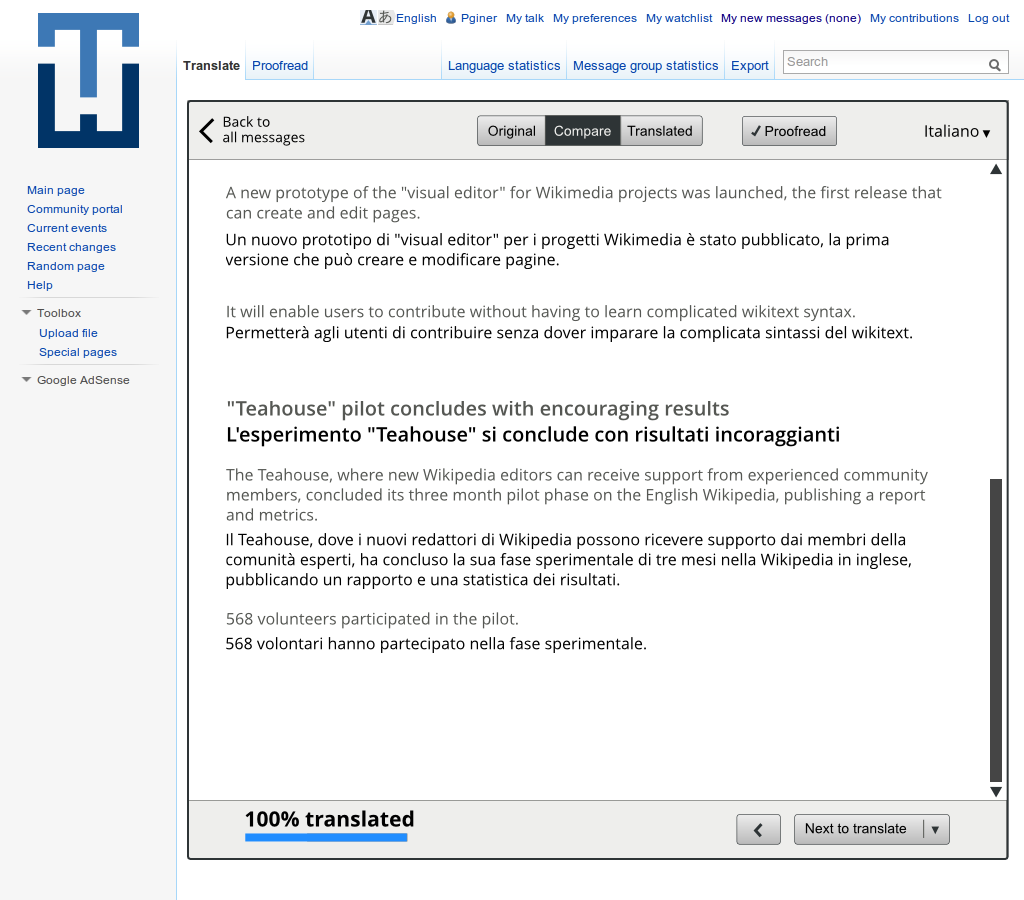 Aあ English Pginer My talk My preferences My watchlist My new messages (none) My contributions Log out
Translate Proofread Language statistics Message group statistics Export Search
Main page
Community portal
Current events
Recent changes
Random page
Help
Toolbox
Upload file
Special pages
Google AdSense
Back to
all messages
Original Compare Translated ✓Proofread Italiano ▾
A new prototype of the "visual editor" for Wikimedia projects was launched, the first release that
can create and edit pages.
Un nuovo prototipo di "visual editor" per i progetti Wikimedia è stato pubblicato, la prima
versione che può creare e modificare pagine.
It will enable users to contribute without having to learn complicated wikitext syntax.
Permetterà agli utenti di contribuire senza dover imparare la complicata sintassi del wikitext.
"Teahouse" pilot concludes with encouraging results
L'esperimento "Teahouse" si conclude con risultati incoraggianti
The Teahouse, where new Wikipedia editors can receive support from experienced community
members, concluded its three month pilot phase on the English Wikipedia, publishing a report
and metrics.
Il Teahouse, dove i nuovi redattori di Wikipedia possono ricevere supporto dai membri della
comunità esperti, ha concluso la sua fase sperimentale di tre mesi nella Wikipedia in inglese,
pubblicando un rapporto e una statistica dei risultati.
568 volunteers participated in the pilot.
568 volontari hanno partecipato nella fase sperimentale.
100% translated
Next to translate